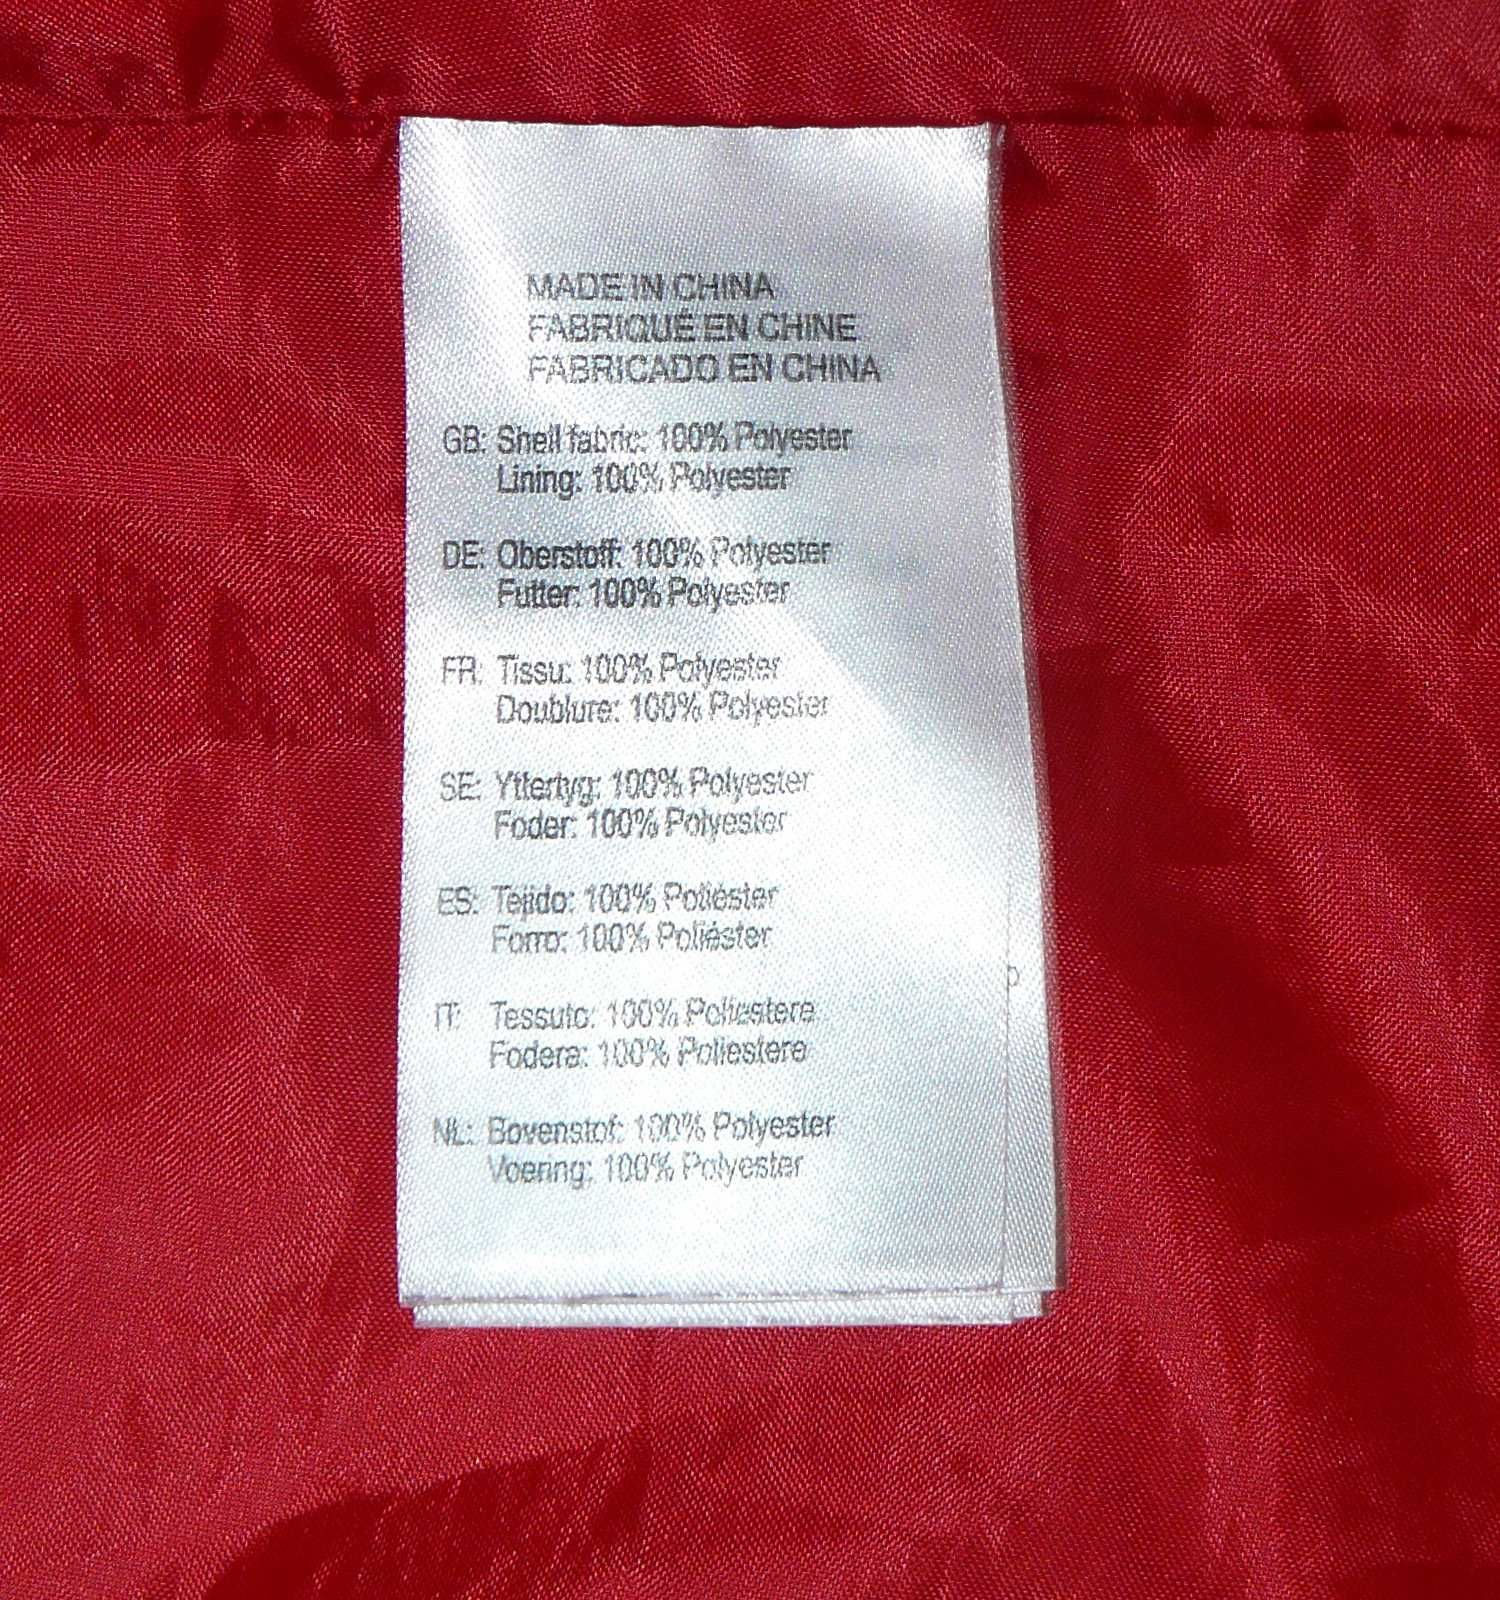 MADE IN CHINA
FABRIQUÉ EN CHINE
FABRICADO EN CHINA
GB: Shell fabric: 100% Polyester
Lining: 100% Polyester
DE: Oberstoff: 100% Polyester
Futter: 100% Polyester
FR: Tissu: 100% Polyester
Doublure: 100% Polyester
SE: Yttertyg: 100% Polyester
Foder: 100% Polyester
ES: Tejido: 100% Poliéster
Forro: 100% Poliéster
IT: Tessuto: 100% Poliestere
Fodera: 100% Poliestere
NL: Bovenstof: 100% Polyester
Voering: 100% Polyester